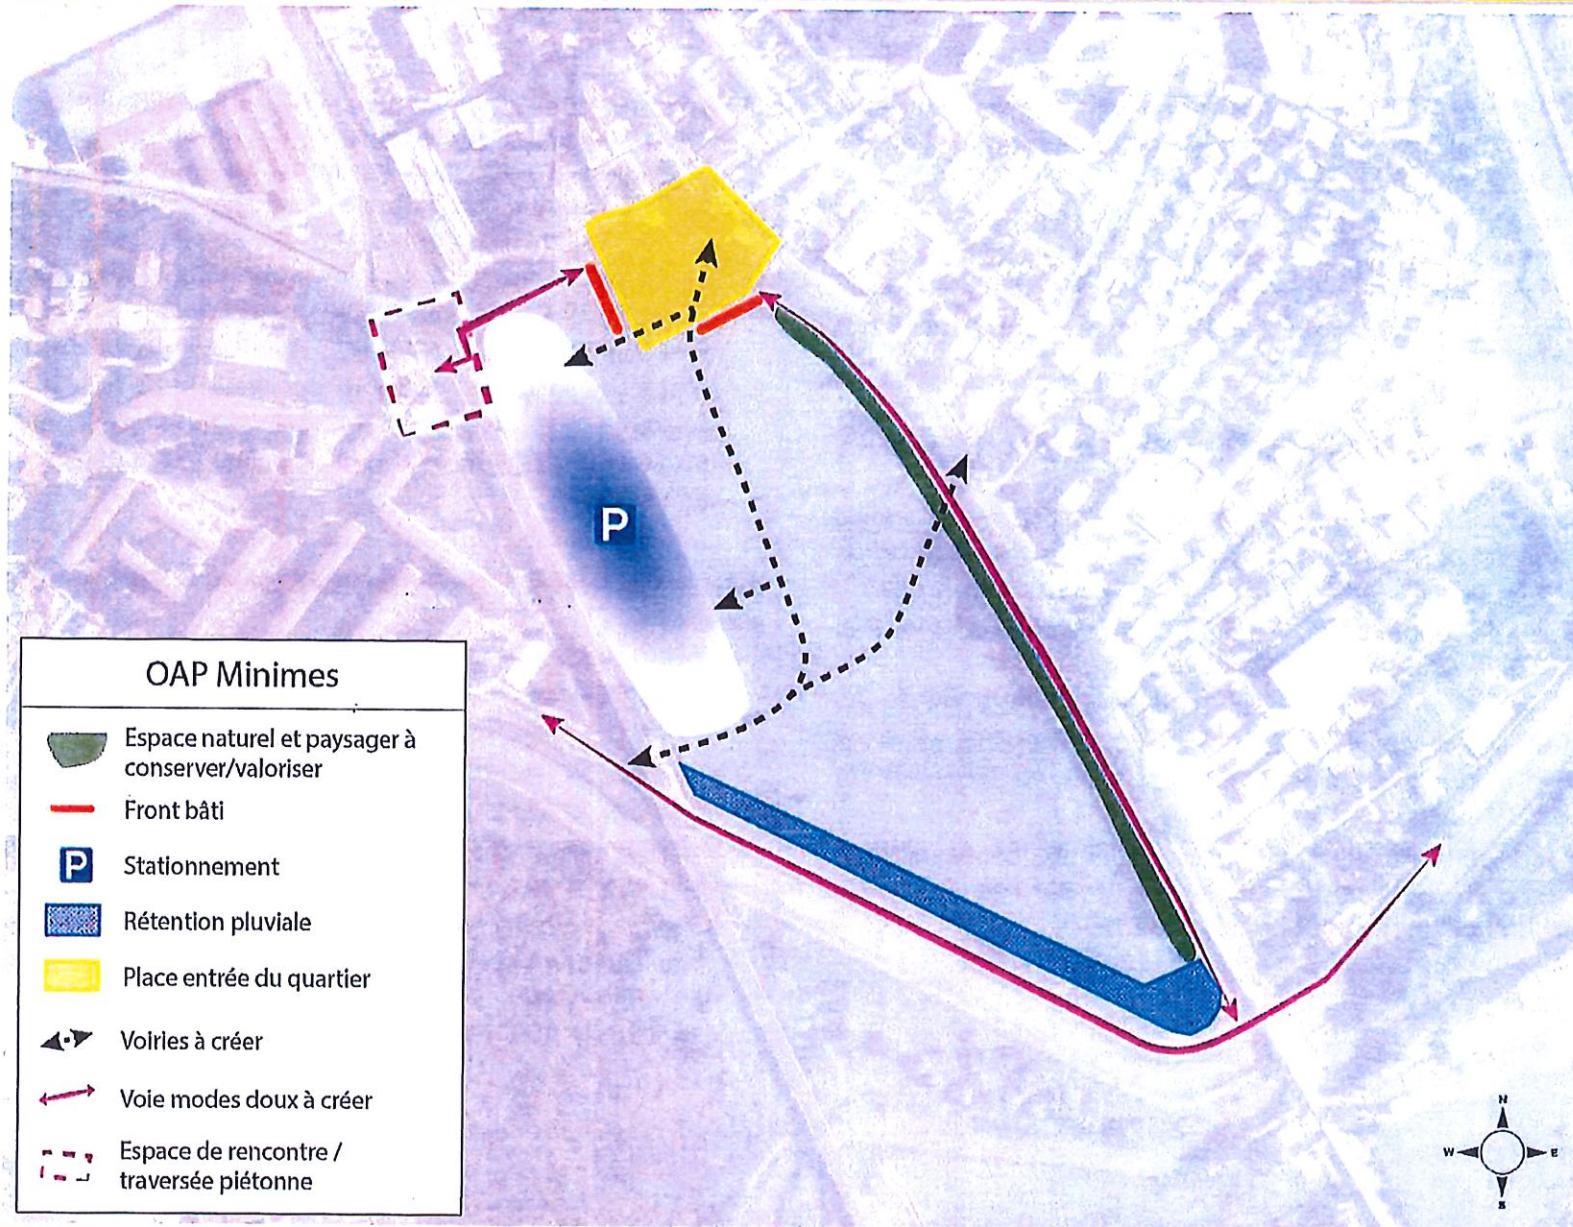 P
OAP Minimes
Espace naturel et paysager à
conserver/valoriser
Front bâti
P
Stationnement
Rétention pluviale
Place entrée du quartier
Voiries à créer
Voie modes doux à créer
Espace de rencontre /
traversée piétonne
N
W
E
S